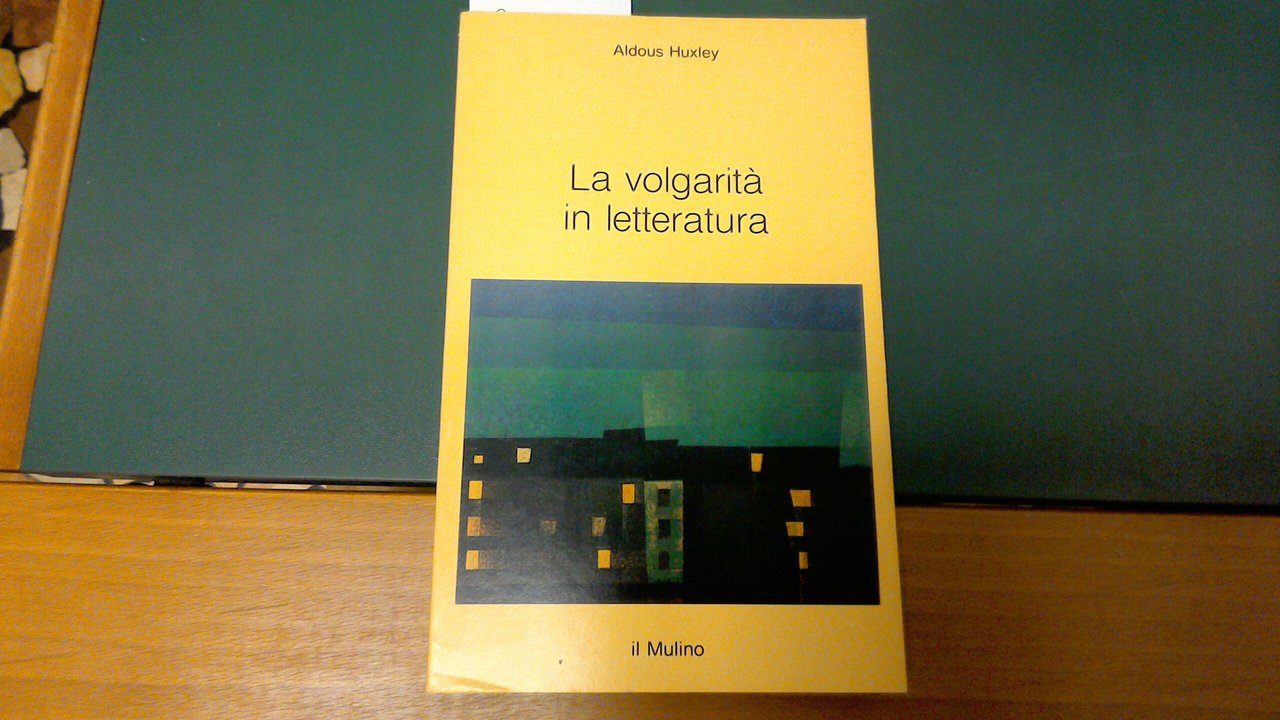 Aldous Huxley
La volgarità
in letteratura
il Mulino